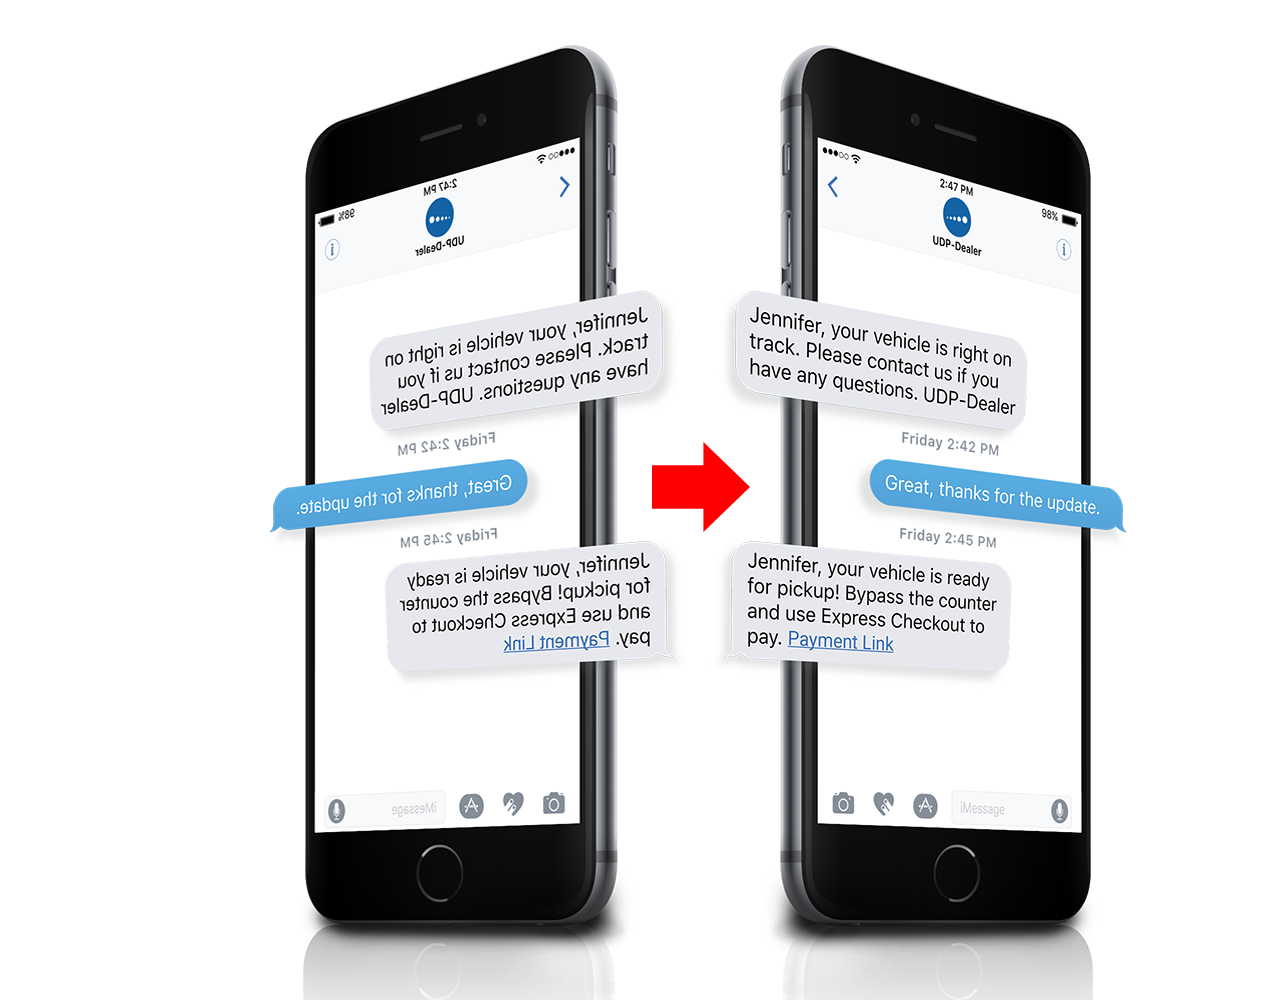 2:47 PM
98%
UDP-Dealer
i
Jennifer, your vehicle is right on
track. Please contact us if you
have any questions. UDP-Dealer
Friday 2:42 PM
Great, thanks for the update.
Friday 2:45 PM
Jennifer, your vehicle is ready
for pickup! Bypass the counter
and use Express Checkout to
pay. Payment Link
iMessage
2:47 PM
98%
UDP-Dealer
i
Jennifer, your vehicle is right on
track. Please contact us if you
have any questions. UDP-Dealer
Friday 2:42 PM
Great, thanks for the update.
Friday 2:45 PM
Jennifer, your vehicle is ready
for pickup! Bypass the counter
and use Express Checkout to
pay. Payment Link
iMessage